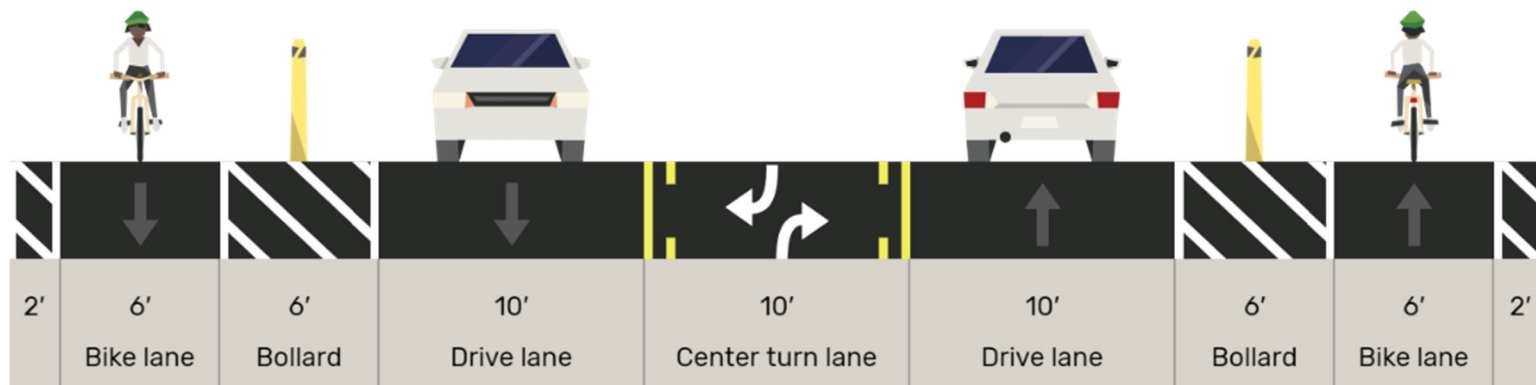 2′ 6′ 6′ 10′ 10′ 10′ 6′ 6′ 2′
Bike lane Bollard Drive lane Center turn lane Drive lane Bollard Bike lane